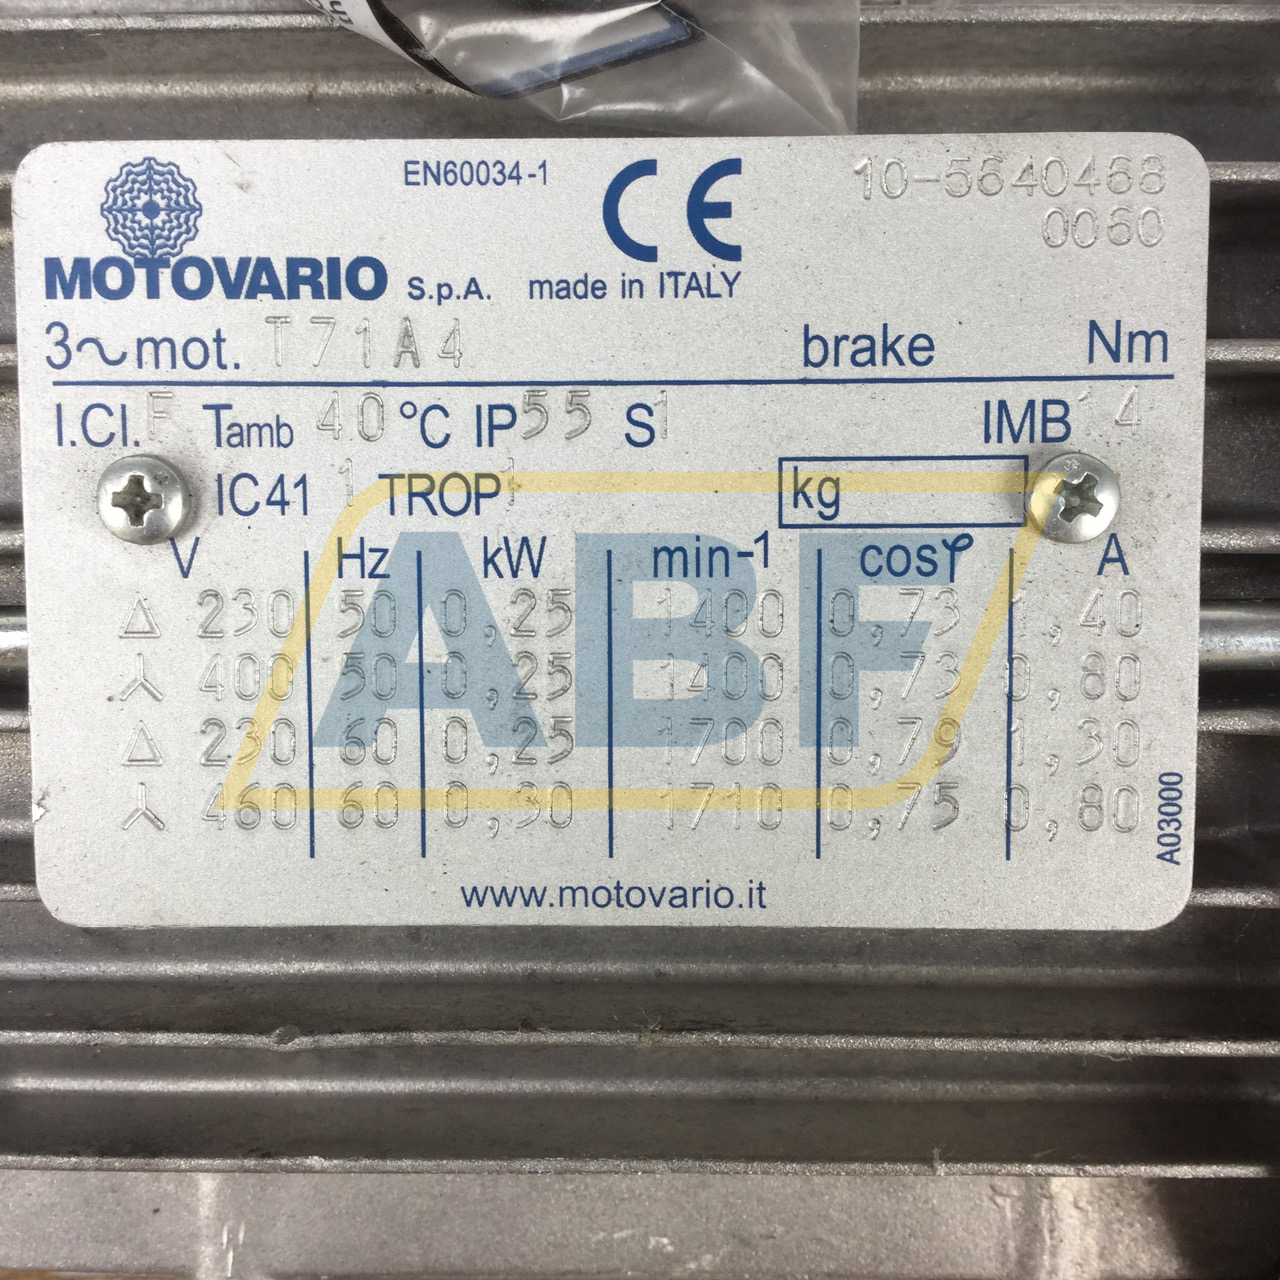 EN60034-1 CE 10-5640468
0060
MOTOVARIO S.p.A. made in ITALY
3~mot. T71A4 brake Nm
I.Cl. F Tamb 40 °C IP55 S1 IMB14
IC41 1 TROP 1 kg
V Hz kW min-1 cosφ A
Δ 230 50 0,25 1400 0,73 1,40
⅄ 400 50 0,25 1400 0,73 0,80
Δ 230 60 0,25 1700 0,79 1,30
⅄ 460 60 0,30 1710 0,75 0,80
A03000
www.motovario.it
ABF